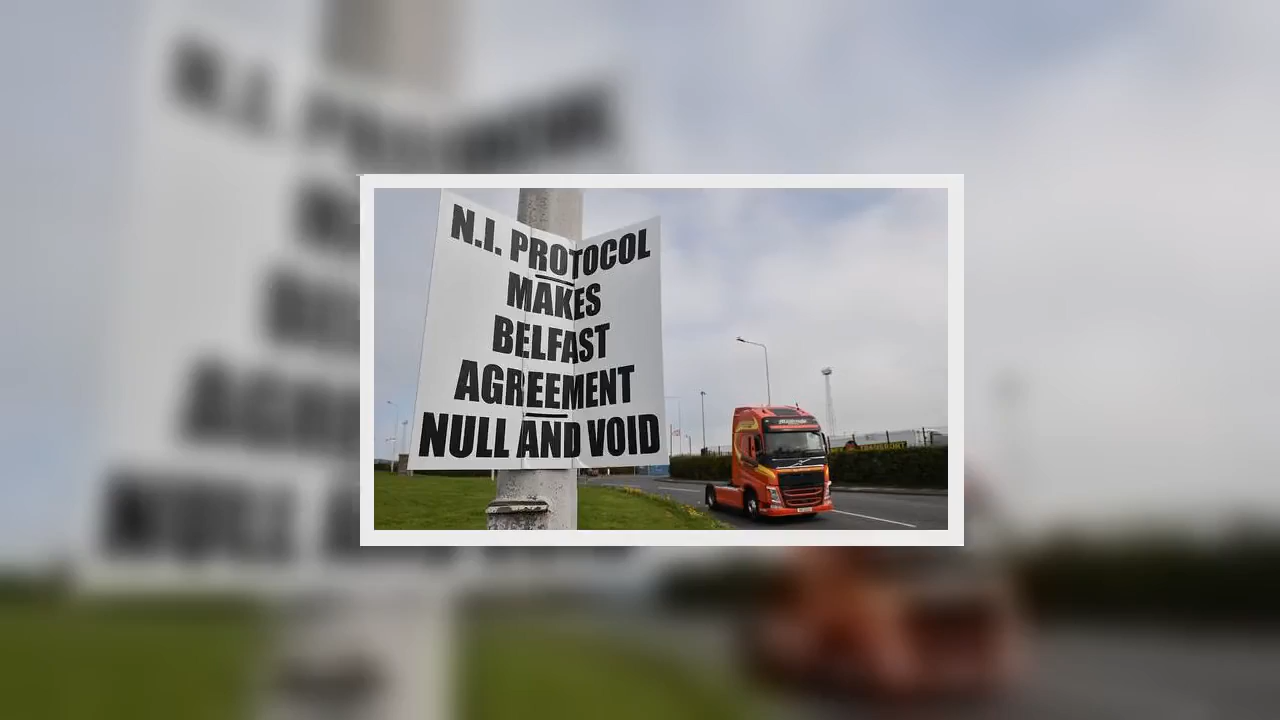 N.I. PROTOCOL
MAKES
BELFAST
AGREEMENT
NULL AND VOID